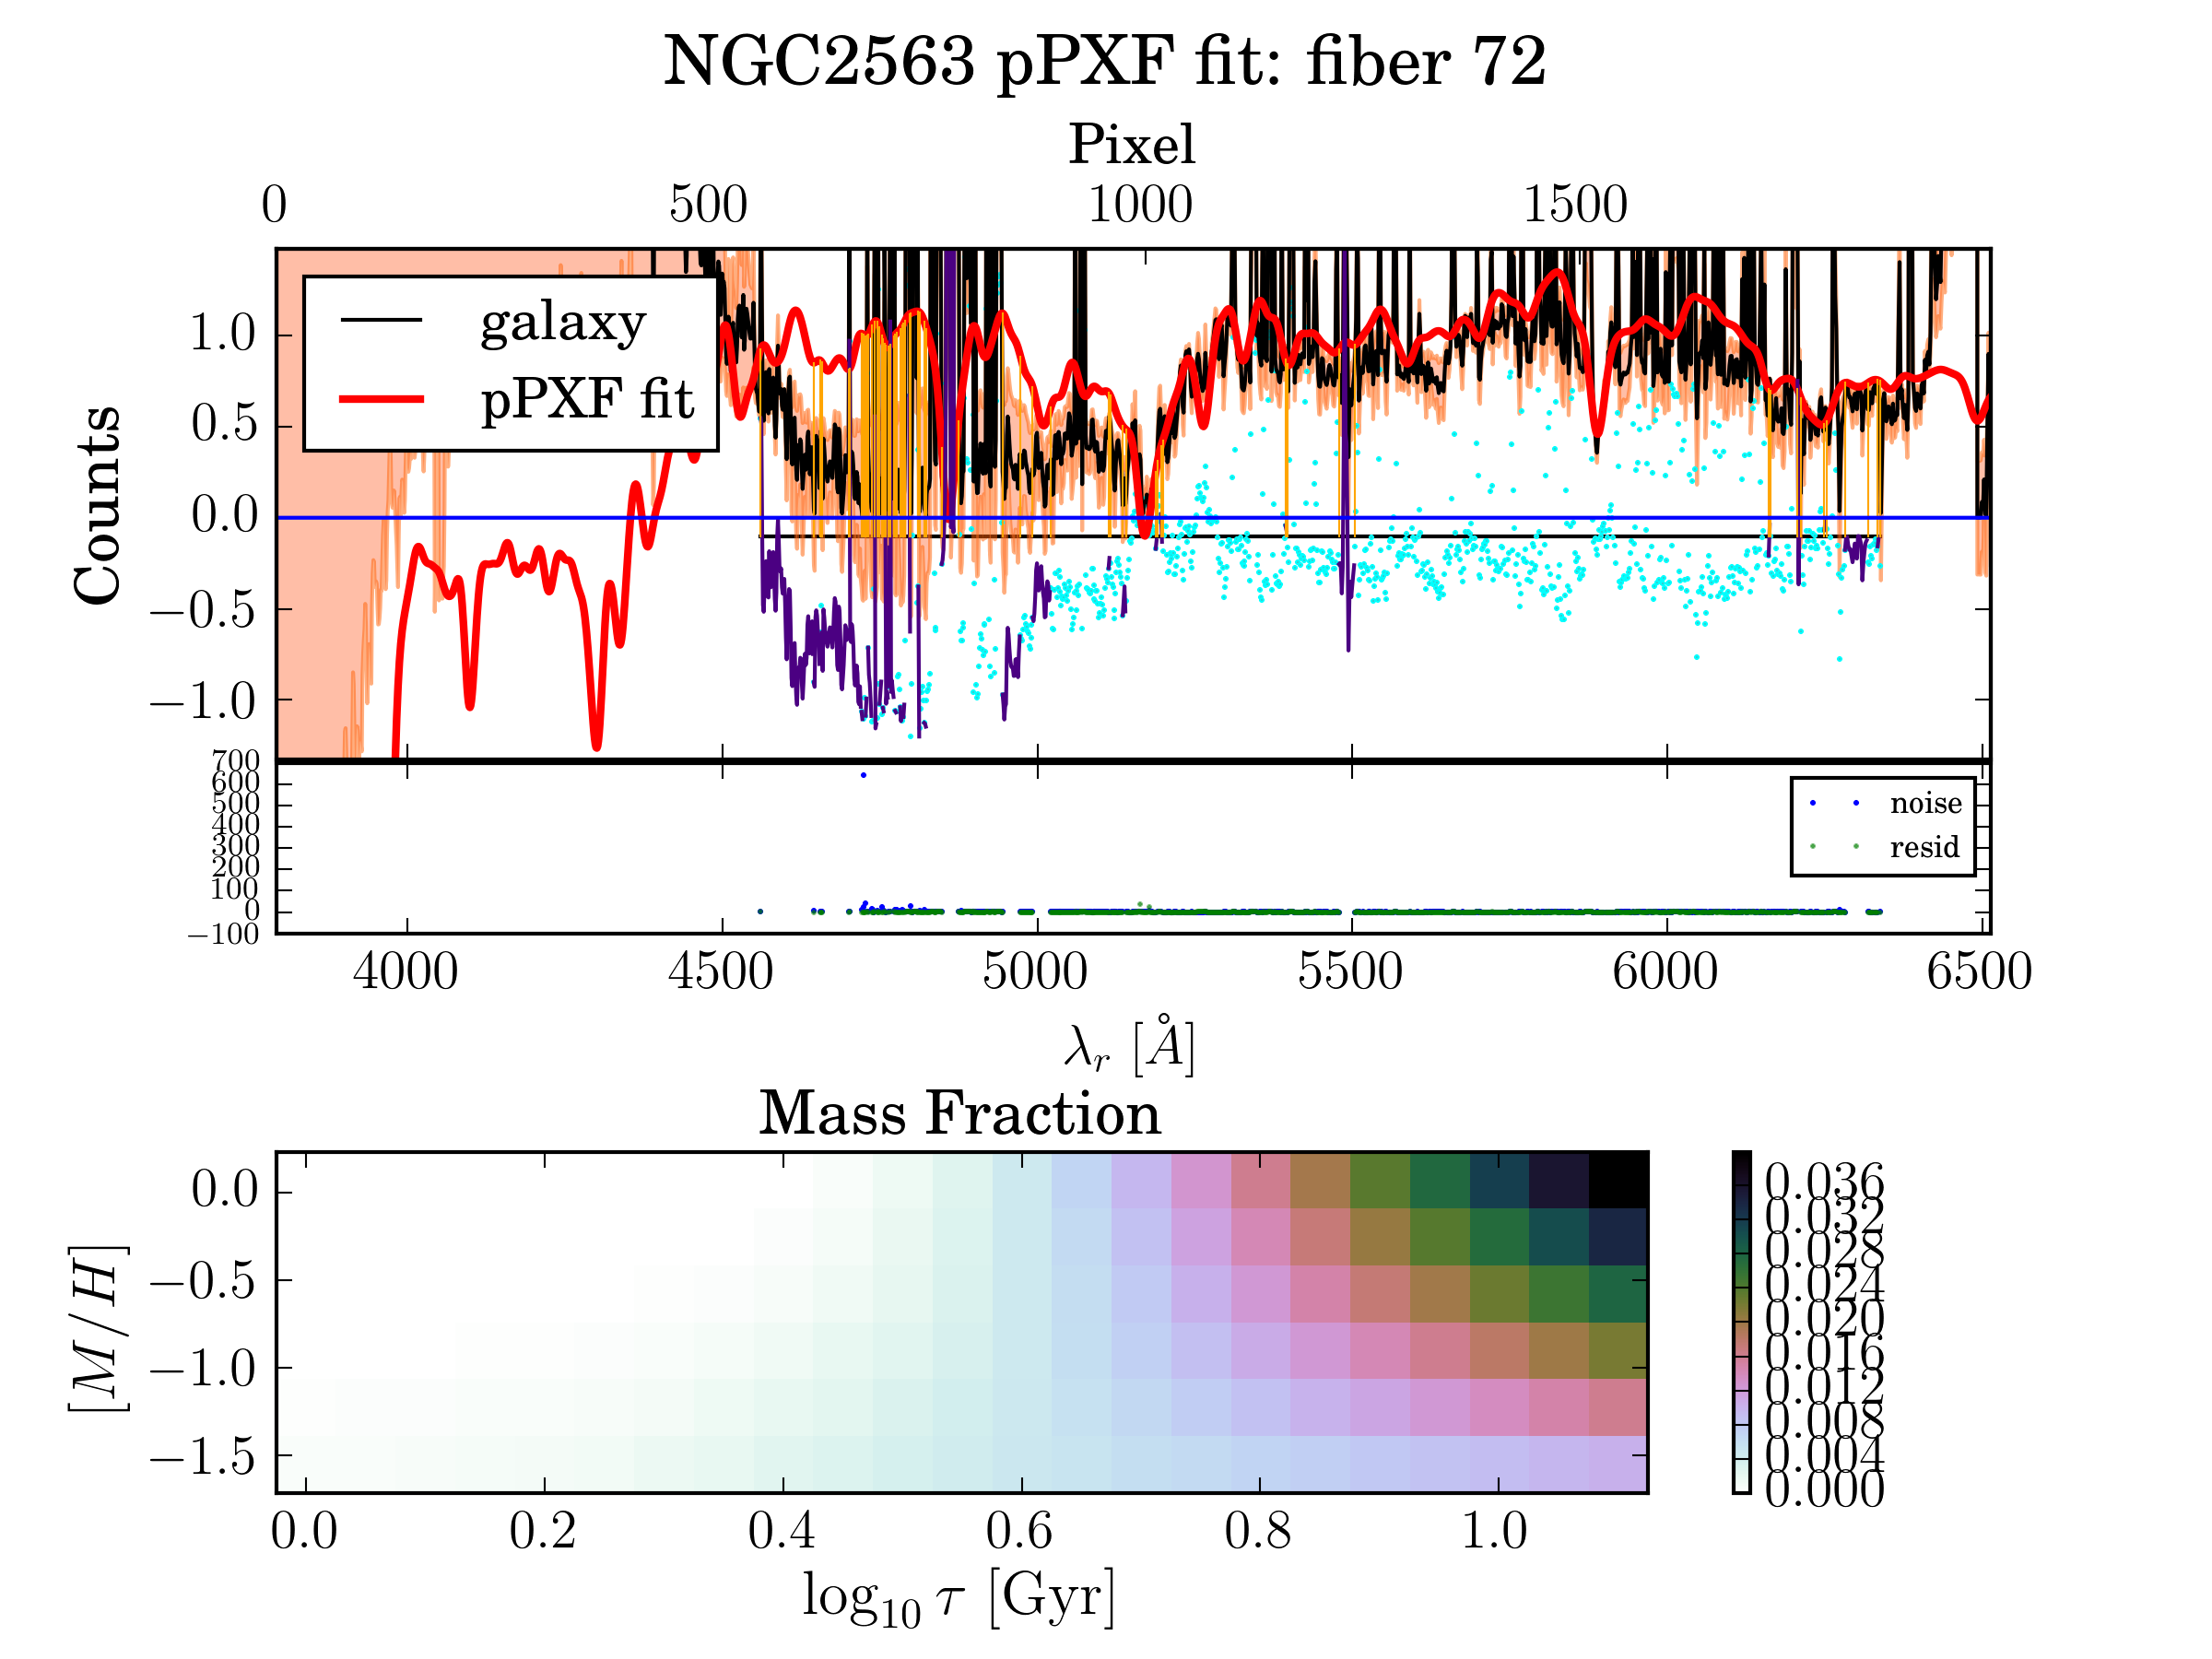 NGC2563 pPXF fit: fiber 72
Pixel
0 500 1000 1500
galaxy
pPXF fit
Counts
1.0
0.5
0.0
−0.5
−1.0
700
600
500
400
300
200
100
0
−100
noise
resid
4000 4500 5000 5500 6000 6500
λr [Å]
Mass Fraction
[M/H]
0.0
−0.5
−1.0
−1.5
0.0 0.2 0.4 0.6 0.8 1.0
log10 τ [Gyr]
0.036
0.032
0.028
0.024
0.020
0.016
0.012
0.008
0.004
0.000